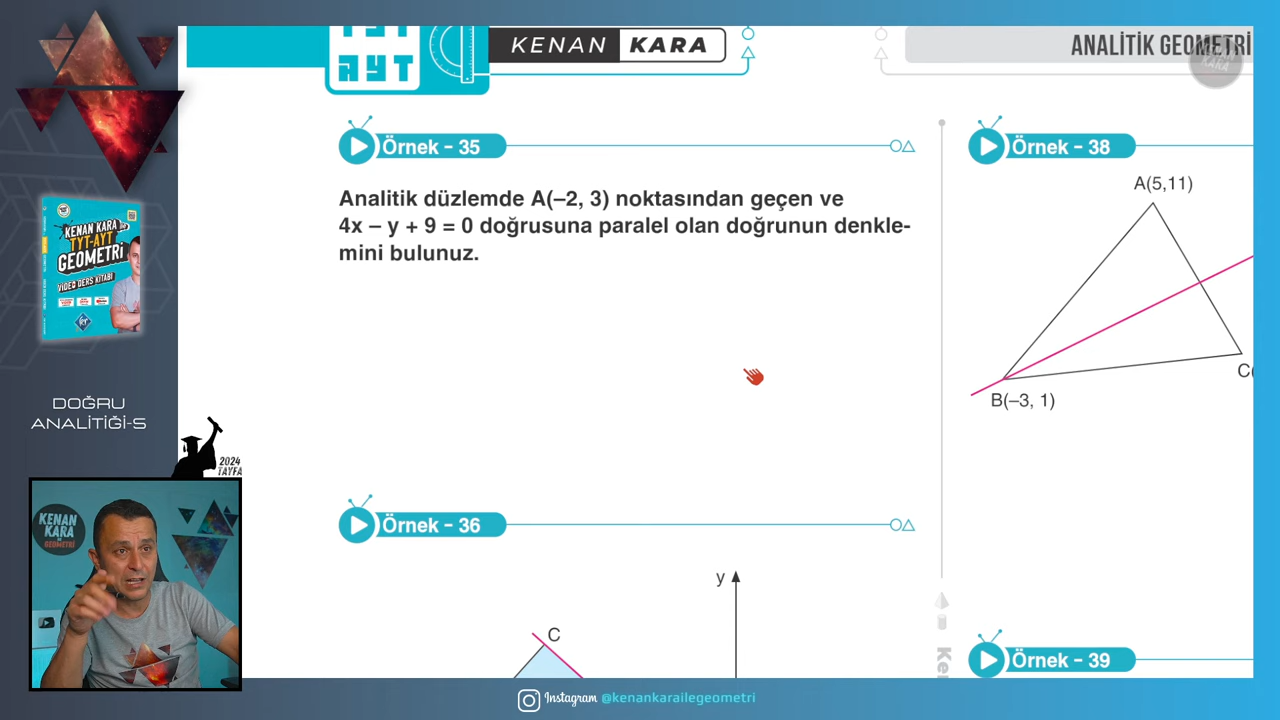 TYT
AYT
KENAN KARA
ANALİTİK GEOMETRİ
KENAN KARA
Örnek - 35
Analitik düzlemde A(–2, 3) noktasından geçen ve
4x – y + 9 = 0 doğrusuna paralel olan doğrunun denkle-
mini bulunuz.
Örnek - 36
y
C
Örnek - 38
A(5,11)
B(–3, 1)
C(
Örnek - 39
Ke
KENAN KARA
TYT-AYT
GEOMETRİ
VİDEO DERS KİTABI
DOĞRU
ANALİTİĞİ-5
2024
TAYFA
KENAN
KARA
GEOMETRİ
Instagram @kenankarailegeometri